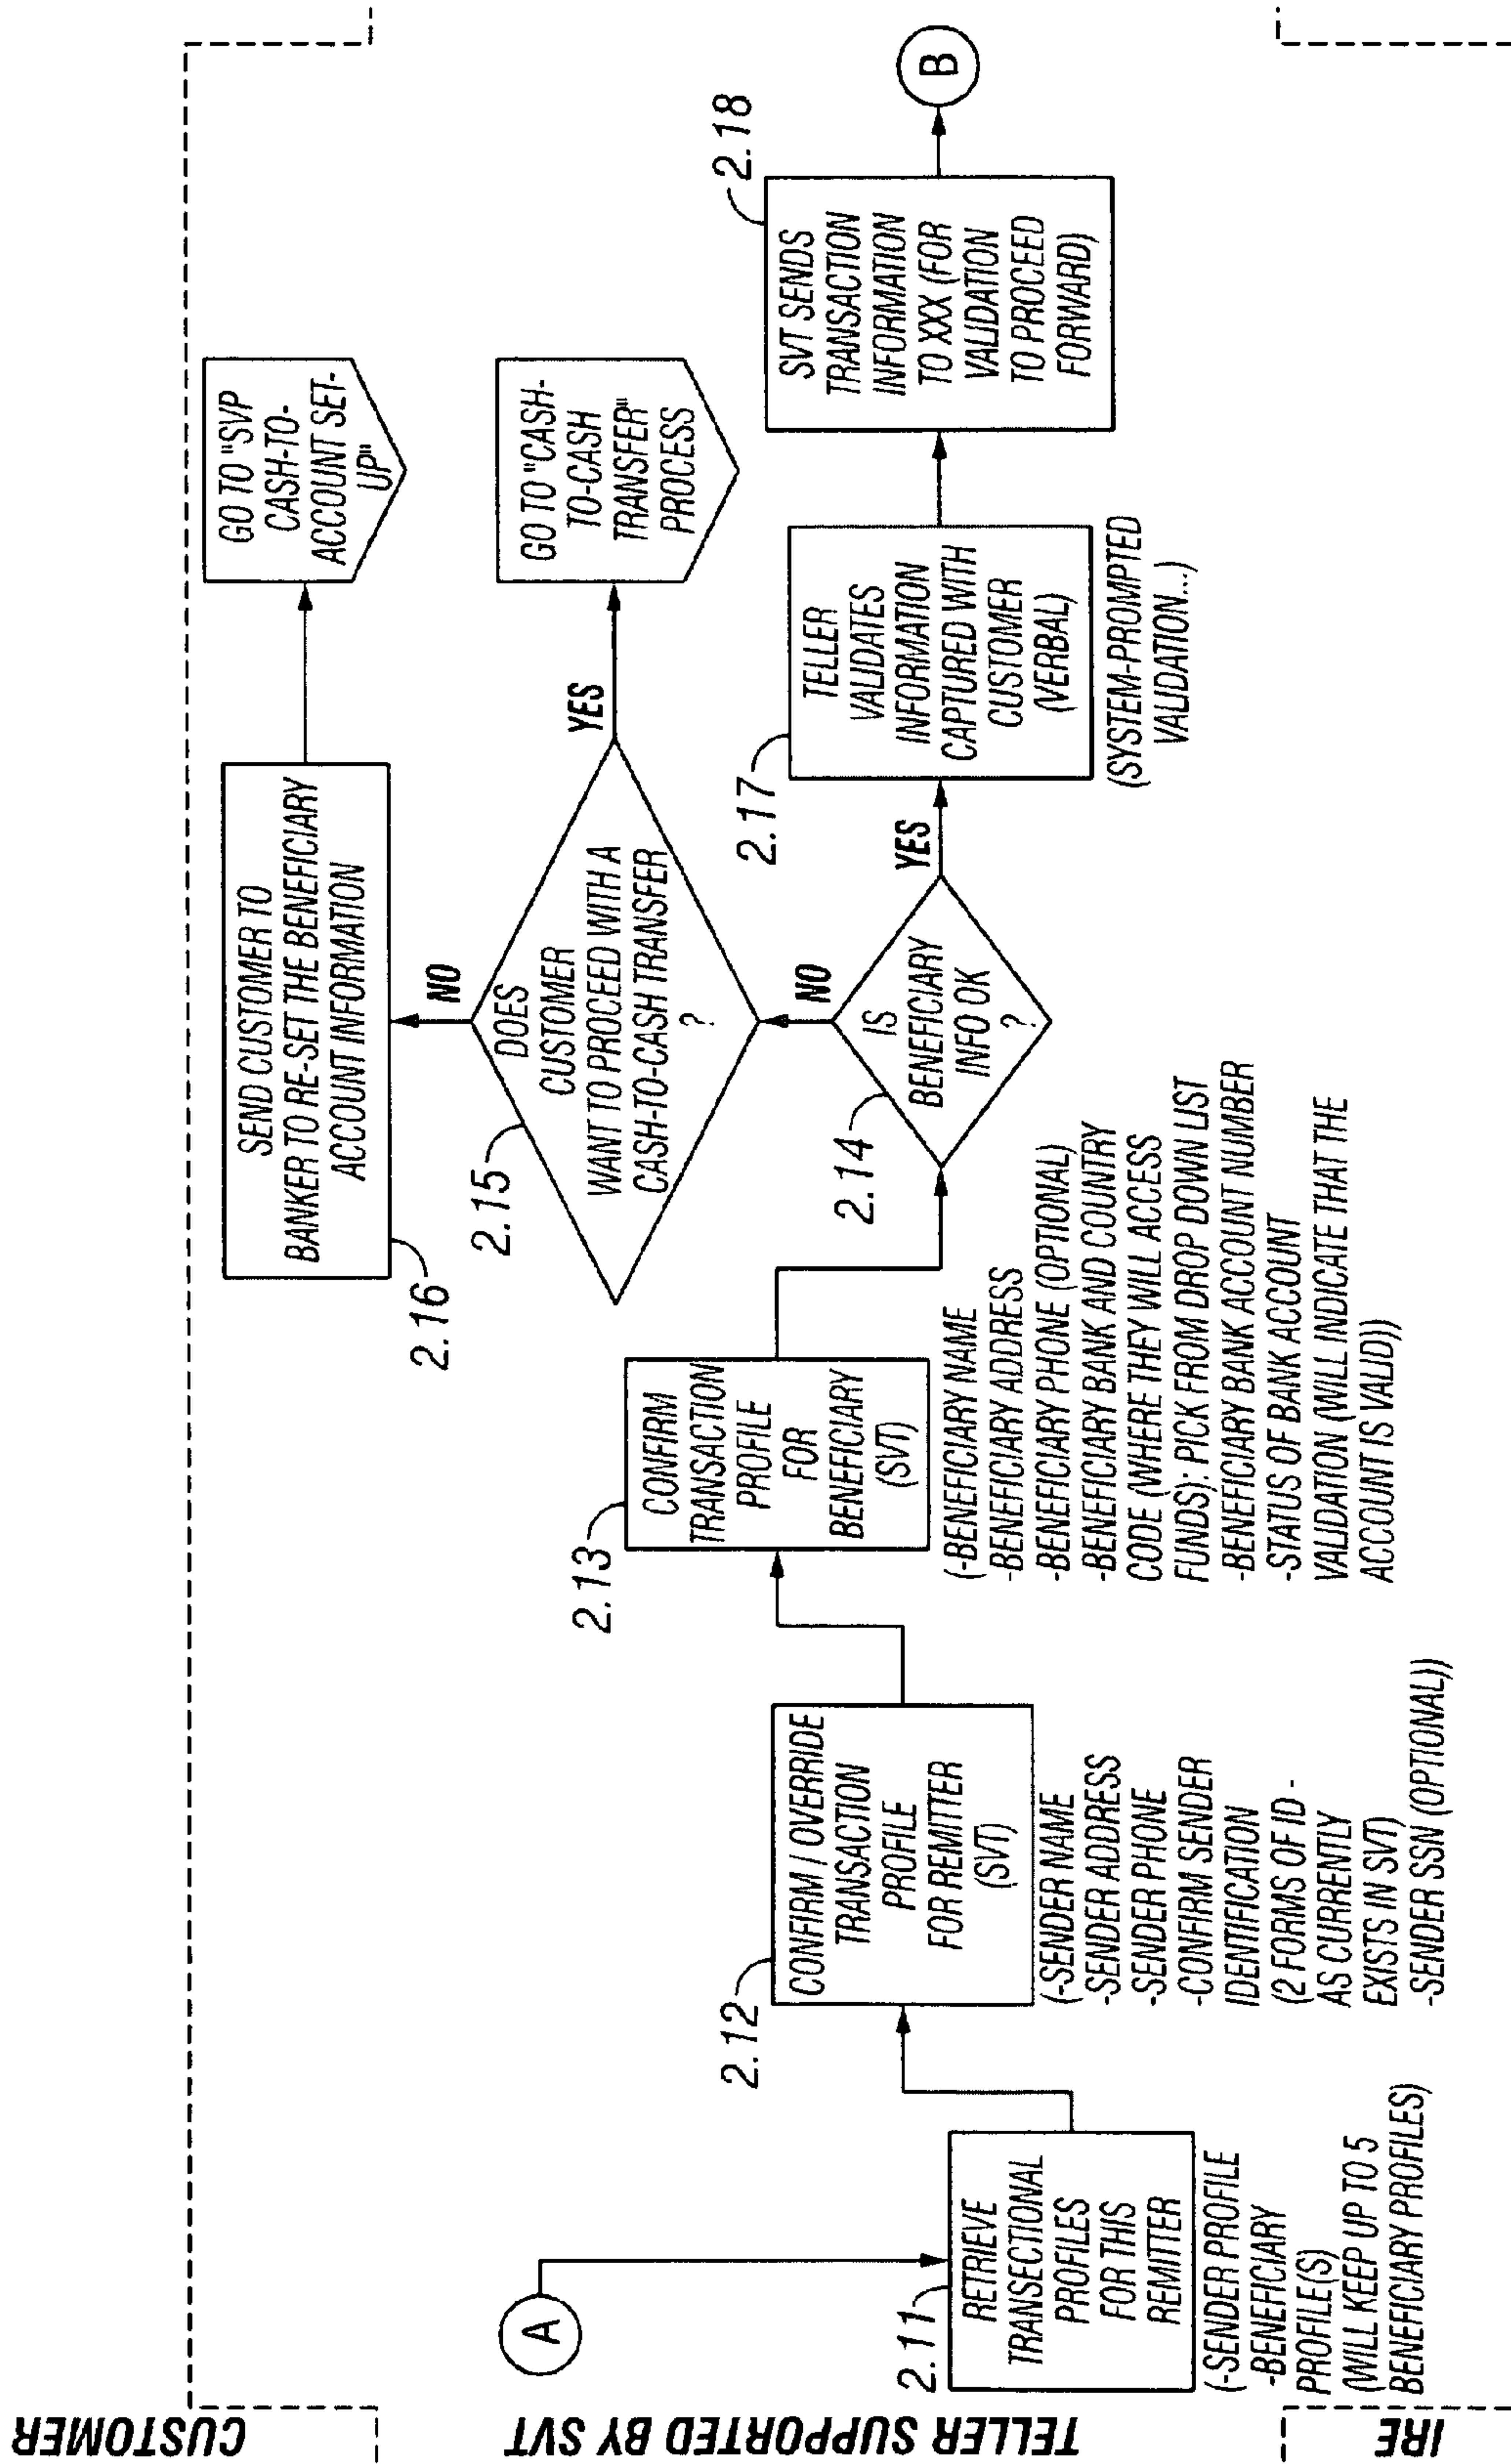 CUSTOMER
TELLER SUPPORTED BY SVT
IRE
A
2.11
RETRIEVE
TRANSECTIONAL
PROFILES
FOR THIS
REMITTER
(-SENDER PROFILE
-BENEFICIARY
PROFILE(S)
(WILL KEEP UP TO 5
BENEFICIARY PROFILES)
2.12
CONFIRM / OVERRIDE
TRANSACTION
PROFILE
FOR REMITTER
(SVT)
(-SENDER NAME
-SENDER ADDRESS
-SENDER PHONE
-CONFIRM SENDER
IDENTIFICATION
(2 FORMS OF ID -
AS CURRENTLY
EXISTS IN SVT)
-SENDER SSN (OPTIONAL))
2.13
CONFIRM
TRANSACTION
PROFILE
FOR
BENEFICIARY
(SVT)
(-BENEFICIARY NAME
-BENEFICIARY ADDRESS
-BENEFICIARY PHONE (OPTIONAL)
-BENEFICIARY BANK AND COUNTRY
CODE (WHERE THEY WILL ACCESS
FUNDS): PICK FROM DROP DOWN LIST
-BENEFICIARY BANK ACCOUNT NUMBER
-STATUS OF BANK ACCOUNT
VALIDATION (WILL INDICATE THAT THE
ACCOUNT IS VALID))
2.14
IS
BENEFICIARY
INFO OK
?
NO
YES
2.15
DOES
CUSTOMER
WANT TO PROCEED WITH A
CASH-TO-CASH TRANSFER
?
NO
YES
2.16
SEND CUSTOMER TO
BANKER TO RE-SET THE BENEFICIARY
ACCOUNT INFORMATION
GO TO "SVP
CASH-TO-
ACCOUNT SET-
UP"
GO TO "CASH-
TO-CASH
TRANSFER"
PROCESS
2.17
TELLER
VALIDATES
INFORMATION
CAPTURED WITH
CUSTOMER
(VERBAL)
(SYSTEM-PROMPTED
VALIDATION...)
2.18
SVT SENDS
TRANSACTION
INFORMATION
TO XXX (FOR
VALIDATION
TO PROCEED
FORWARD)
B